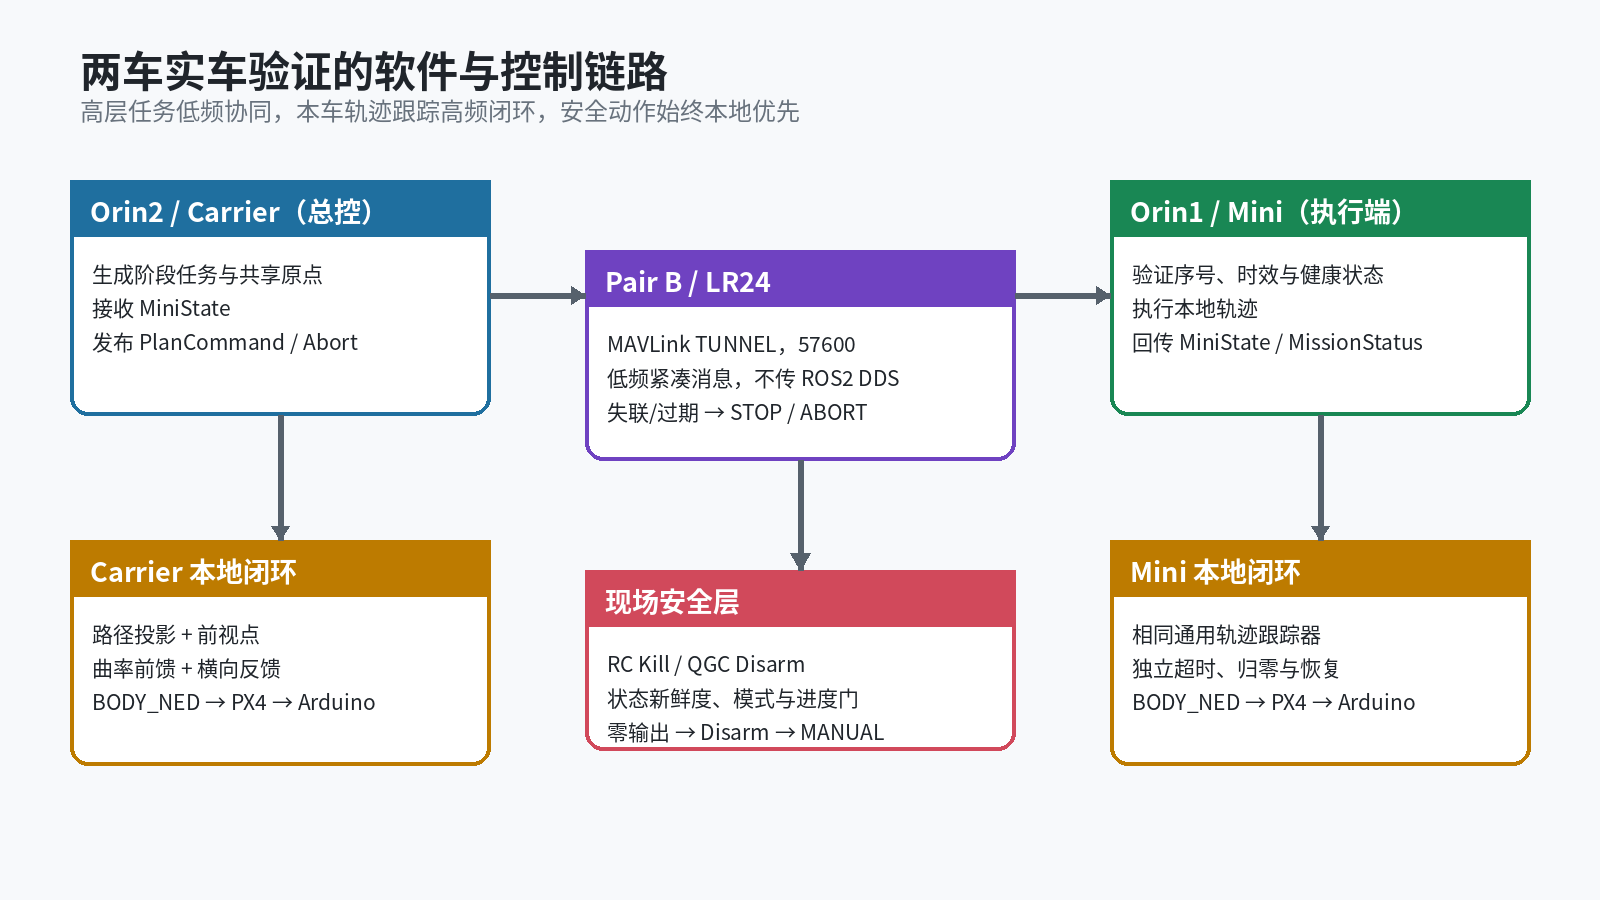 两车实车验证的软件与控制链路
高层任务低频协同，本车轨迹跟踪高频闭环，安全动作始终本地优先
Orin2 / Carrier（总控）
生成阶段任务与共享原点
接收 MiniState
发布 PlanCommand / Abort
Pair B / LR24
MAVLink TUNNEL，57600
低频紧凑消息，不传 ROS2 DDS
失联/过期 → STOP / ABORT
Orin1 / Mini（执行端）
验证序号、时效与健康状态
执行本地轨迹
回传 MiniState / MissionStatus
Carrier 本地闭环
路径投影 + 前视点
曲率前馈 + 横向反馈
BODY_NED → PX4 → Arduino
现场安全层
RC Kill / QGC Disarm
状态新鲜度、模式与进度门
零输出 → Disarm → MANUAL
Mini 本地闭环
相同通用轨迹跟踪器
独立超时、归零与恢复
BODY_NED → PX4 → Arduino